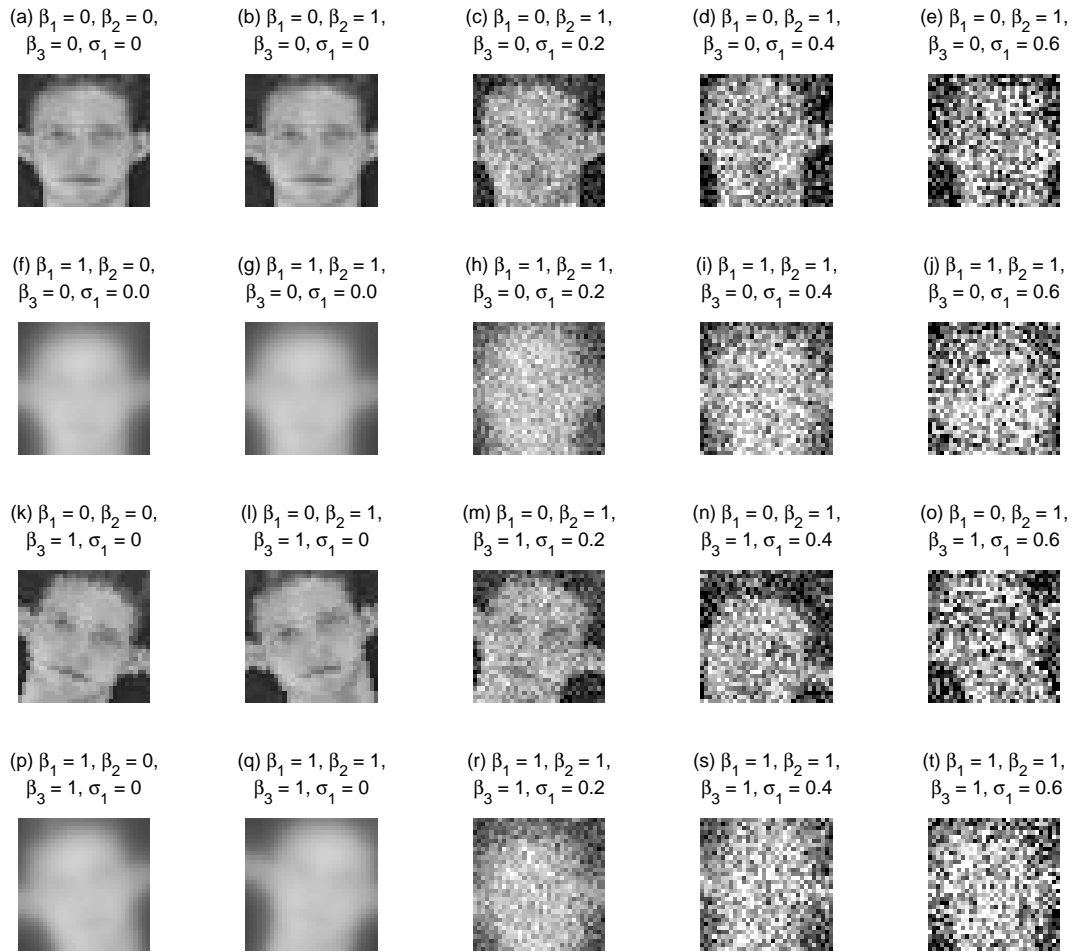 (a) β₁ = 0, β₂ = 0,
β₃ = 0, σ₁ = 0
(b) β₁ = 0, β₂ = 1,
β₃ = 0, σ₁ = 0
(c) β₁ = 0, β₂ = 1,
β₃ = 0, σ₁ = 0.2
(d) β₁ = 0, β₂ = 1,
β₃ = 0, σ₁ = 0.4
(e) β₁ = 0, β₂ = 1,
β₃ = 0, σ₁ = 0.6
(f) β₁ = 1, β₂ = 0,
β₃ = 0, σ₁ = 0.0
(g) β₁ = 1, β₂ = 1,
β₃ = 0, σ₁ = 0.0
(h) β₁ = 1, β₂ = 1,
β₃ = 0, σ₁ = 0.2
(i) β₁ = 1, β₂ = 1,
β₃ = 0, σ₁ = 0.4
(j) β₁ = 1, β₂ = 1,
β₃ = 0, σ₁ = 0.6
(k) β₁ = 0, β₂ = 0,
β₃ = 1, σ₁ = 0
(l) β₁ = 0, β₂ = 1,
β₃ = 1, σ₁ = 0
(m) β₁ = 0, β₂ = 1,
β₃ = 1, σ₁ = 0.2
(n) β₁ = 0, β₂ = 1,
β₃ = 1, σ₁ = 0.4
(o) β₁ = 0, β₂ = 1,
β₃ = 1, σ₁ = 0.6
(p) β₁ = 1, β₂ = 0,
β₃ = 1, σ₁ = 0
(q) β₁ = 1, β₂ = 1,
β₃ = 1, σ₁ = 0
(r) β₁ = 1, β₂ = 1,
β₃ = 1, σ₁ = 0.2
(s) β₁ = 1, β₂ = 1,
β₃ = 1, σ₁ = 0.4
(t) β₁ = 1, β₂ = 1,
β₃ = 1, σ₁ = 0.6